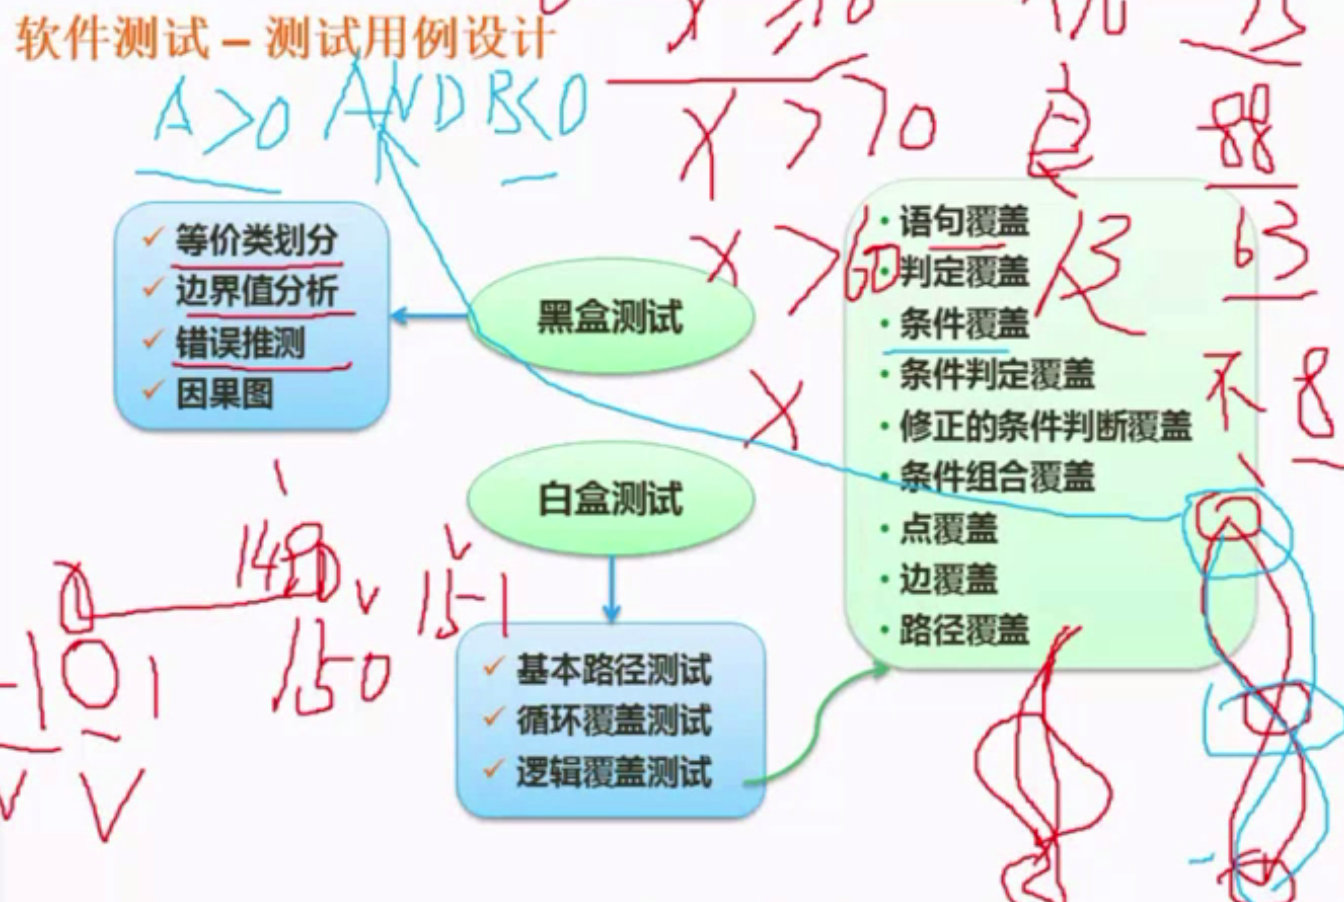 软件测试 – 测试用例设计
A>0 AND B<0
X >70
88
X >60
63
等价类划分
边界值分析
错误推测
因果图
黑盒测试
白盒测试
语句覆盖
判定覆盖
条件覆盖
条件判定覆盖
修正的条件判断覆盖
条件组合覆盖
点覆盖
边覆盖
路径覆盖
不 8
X
149
151
-1 0 1
150
基本路径测试
循环覆盖测试
逻辑覆盖测试